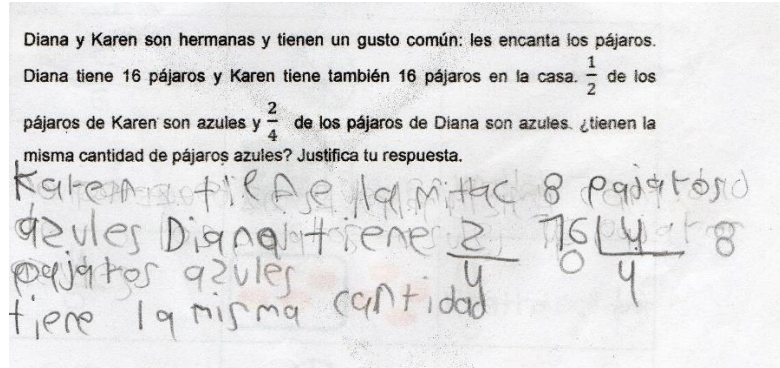 Diana y Karen son hermanas y tienen un gusto común: les encanta los pájaros.
Diana tiene 16 pájaros y Karen tiene también 16 pájaros en la casa. 1/2 de los
pájaros de Karen son azules y 2/4 de los pájaros de Diana son azules. ¿tienen la
misma cantidad de pájaros azules? Justifica tu respuesta.
Karen tiene la mitac 8 pajaros
azules Diana tiene 2/4 16 4 8
0 4
pajaros azules
tiene la misma cantidad